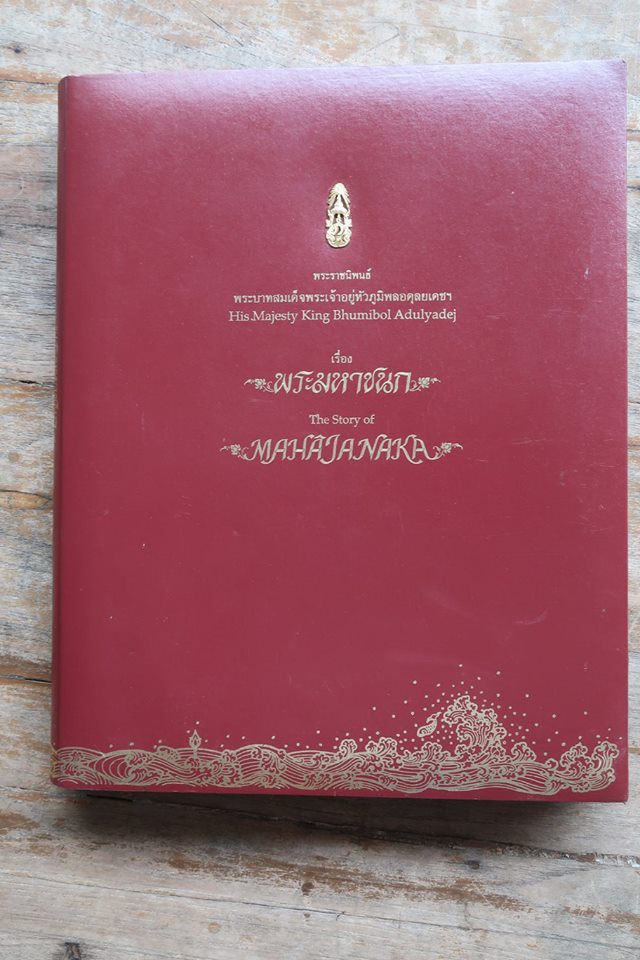 พระราชนิพนธ์
พระบาทสมเด็จพระเจ้าอยู่หัวภูมิพลอดุลยเดชฯ
His Majesty King Bhumibol Adulyadej
เรื่อง
พระมหาชนก
The Story of
MAHĀJANAKA